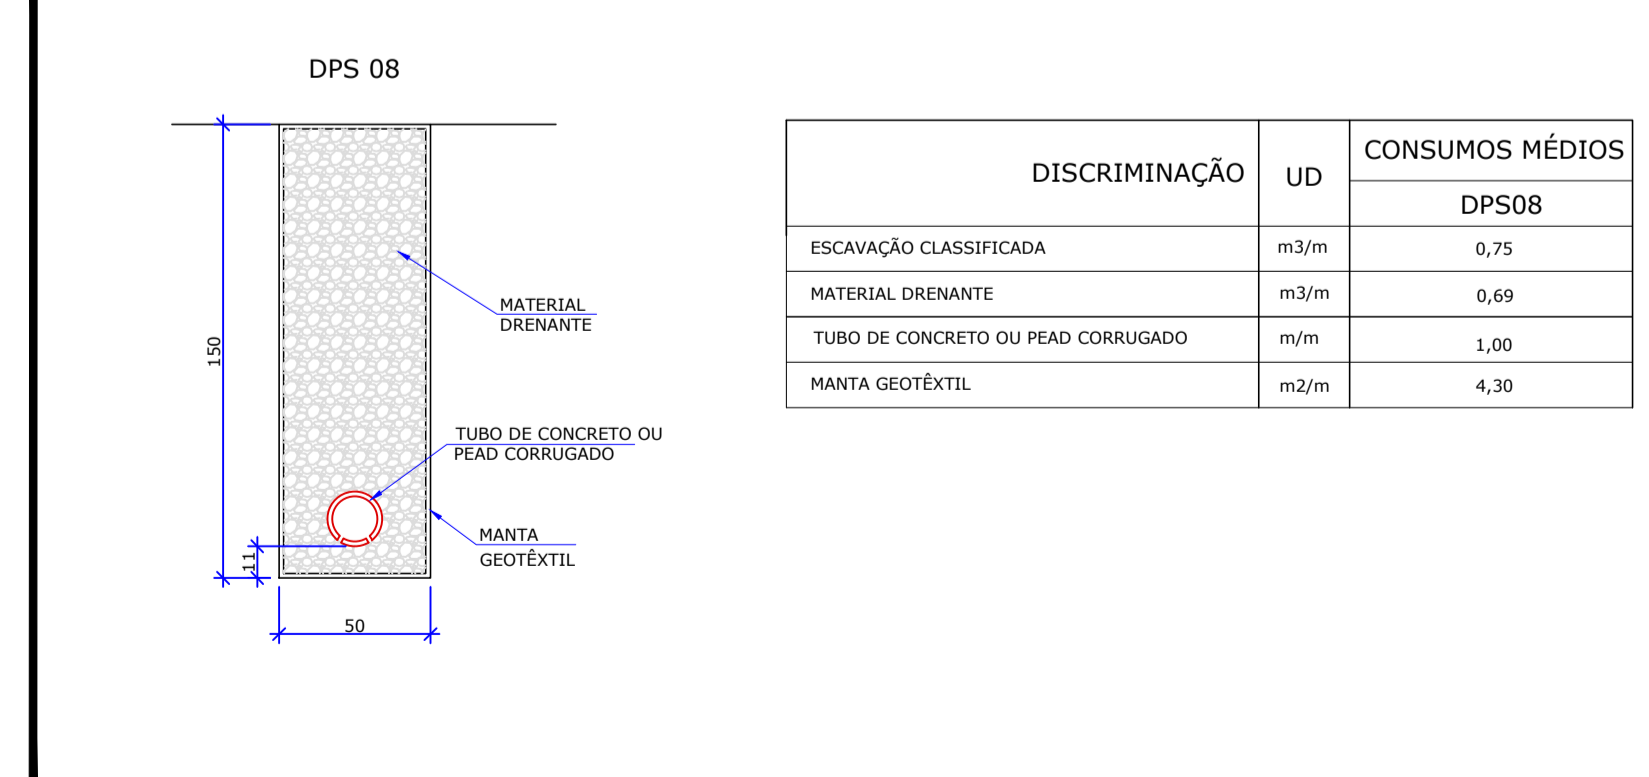 DPS 08
150
11
50
MATERIAL
DRENANTE
TUBO DE CONCRETO OU
PEAD CORRUGADO
MANTA
GEOTÊXTIL
DISCRIMINAÇÃO UD CONSUMOS MÉDIOS
DPS08
ESCAVAÇÃO CLASSIFICADA m3/m 0,75
MATERIAL DRENANTE m3/m 0,69
TUBO DE CONCRETO OU PEAD CORRUGADO m/m 1,00
MANTA GEOTÊXTIL m2/m 4,30